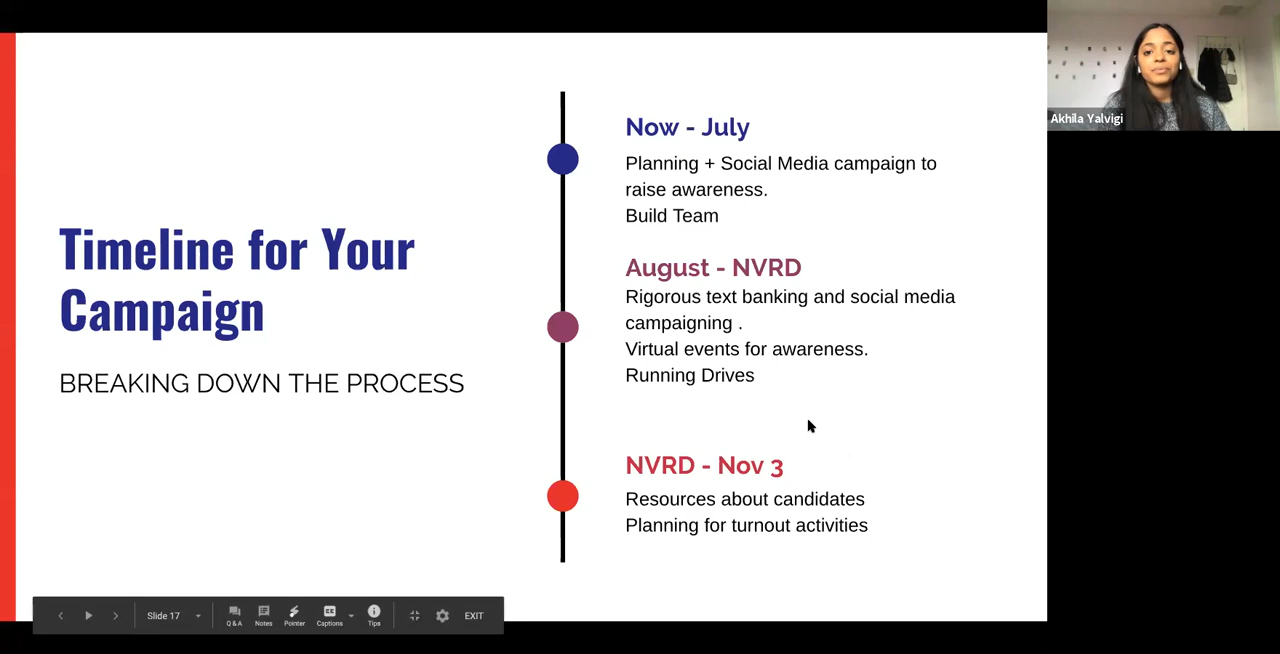 Timeline for Your
Campaign
BREAKING DOWN THE PROCESS
Now - July
Planning + Social Media campaign to
raise awareness.
Build Team
August - NVRD
Rigorous text banking and social media
campaigning .
Virtual events for awareness.
Running Drives
NVRD - Nov 3
Resources about candidates
Planning for turnout activities
Akhila Yalvigi
Slide 17
Q & A
Notes
Pointer
CC
Captions
Tips
EXIT